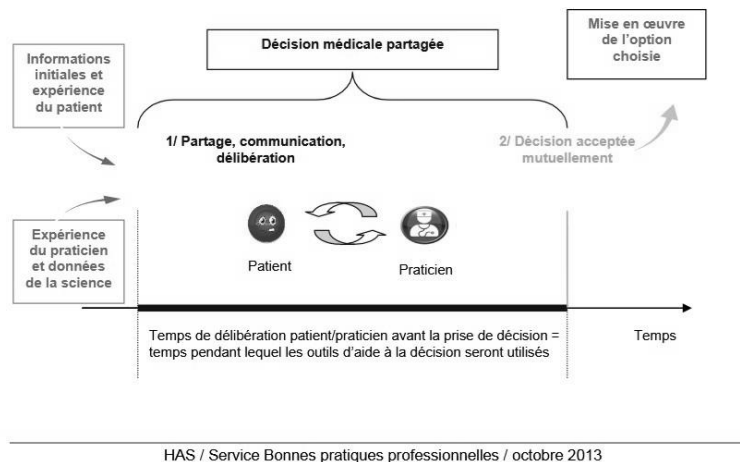 Informations
initiales et
expérience
du patient
Décision médicale partagée
Mise en œuvre
de l'option
choisie
1/ Partage, communication,
délibération
2/ Décision acceptée
mutuellement
Expérience
du praticien
et données
de la science
Patient
Praticien
Temps de délibération patient/praticien avant la prise de décision =
temps pendant lequel les outils d'aide à la décision seront utilisés
Temps
HAS / Service Bonnes pratiques professionnelles / octobre 2013